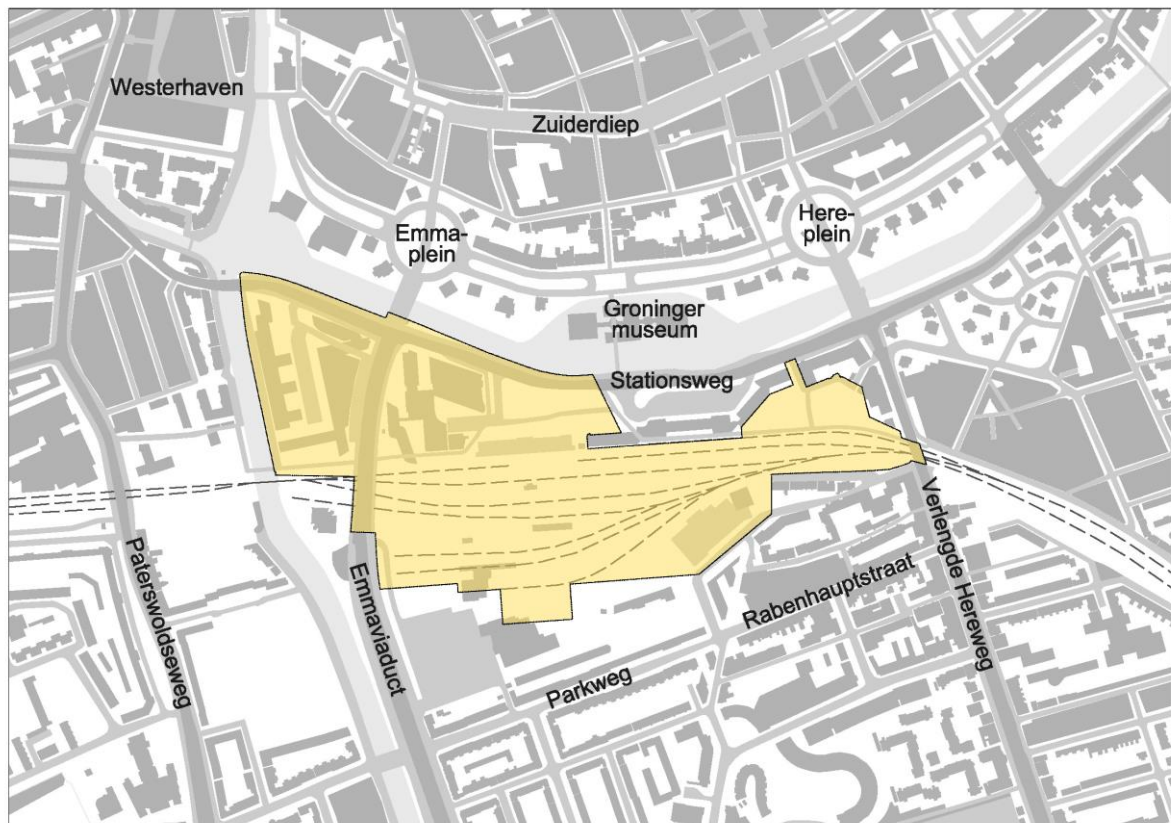 Westerhaven
Zuiderdiep
Emma-
plein
Here-
plein
Groninger
museum
Stationsweg
Paterswoldseweg
Emmaviaduct
Verlengde Hereweg
Rabenhauptstraat
Parkweg